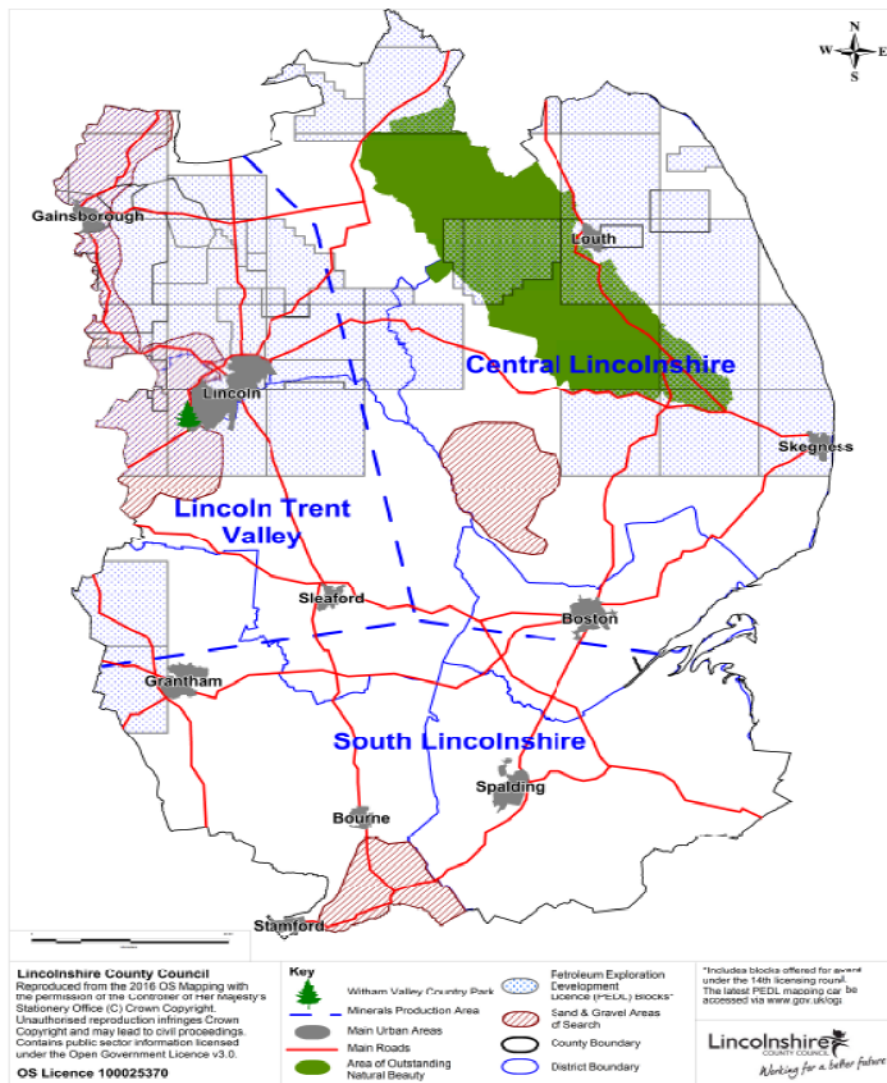 N
W E
S
Gainsborough
Louth
Central Lincolnshire
Lincoln
Skegness
Lincoln Trent
Valley
Sleaford
Boston
Grantham
South Lincolnshire
Spalding
Bourne
Stamford
Lincolnshire County Council
Reproduced from the 2016 OS Mapping with
the permission of the Controller of Her Majesty's
Stationery Office (C) Crown Copyright.
Unauthorised reproduction infringes Crown
Copyright and may lead to civil proceedings.
Contains public sector information licensed
under the Open Government Licence v3.0.
OS Licence 100025370
Key
Witham Valley Country Park
Minerals Production Area
Main Urban Areas
Main Roads
Area of Outstanding
Natural Beauty
Petroleum Exploration
Development
Licence (PEDL) Blocks*
Sand & Gravel Areas
of Search
County Boundary
District Boundary
*Includes blocks offered for award
under the 14th licensing round.
The latest PEDL mapping can be
accessed via www.gov.uk/oga
Lincolnshire
COUNTY COUNCIL
Working for a better future